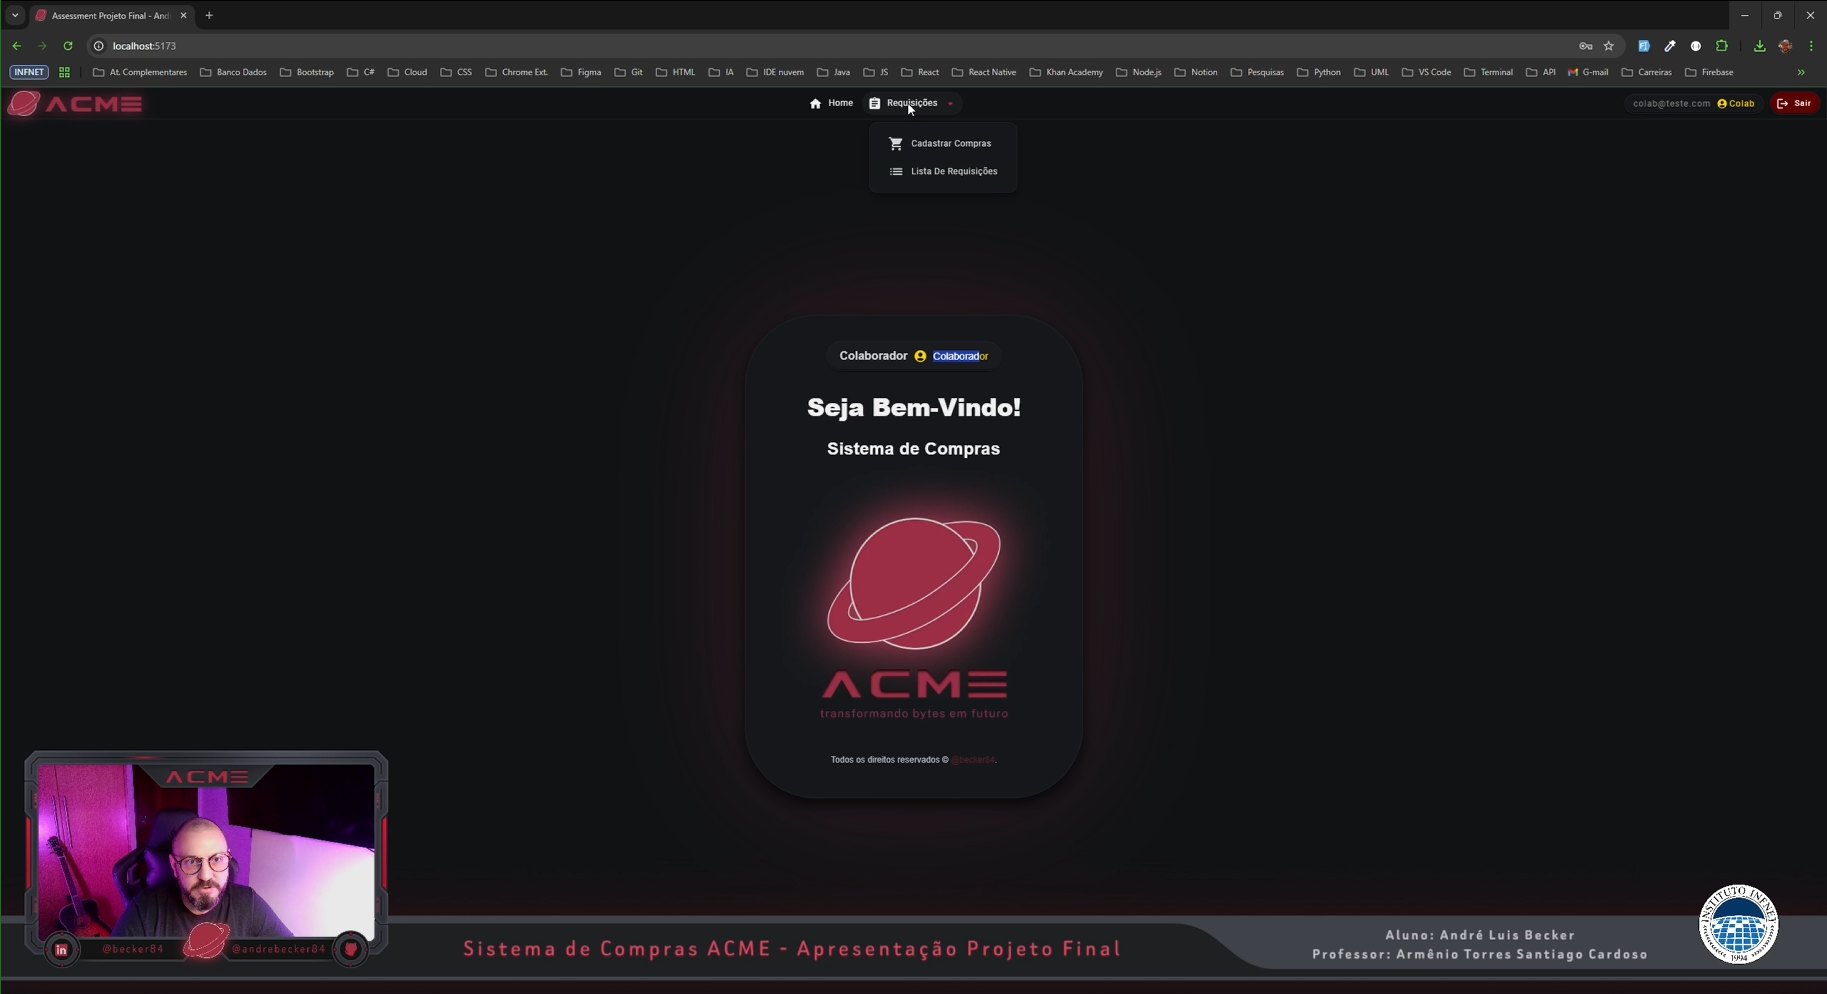 Assessment Projeto Final - And
localhost:5173
INFNET
At. Complementares
Banco Dados
Bootstrap
C#
Cloud
CSS
Chrome Ext.
Figma
Git
HTML
IA
IDE nuvem
Java
JS
React
React Native
Khan Academy
Node.js
Notion
Pesquisas
Python
UML
VS Code
Terminal
API
G-mail
Carreiras
Firebase
ACME
Home
Requisições
colab@teste.com
Colab
Sair
Cadastrar Compras
Lista De Requisições
Colaborador Colaborador
Seja Bem-Vindo!
Sistema de Compras
ACME
transformando bytes em futuro
Todos os direitos reservados © @becker84.
ACME
in
@becker84
@andrebecker84
Sistema de Compras ACME - Apresentação Projeto Final
Aluno: André Luis Becker
Professor: Armênio Torres Santiago Cardoso
INSTITUTO INFNET
1994